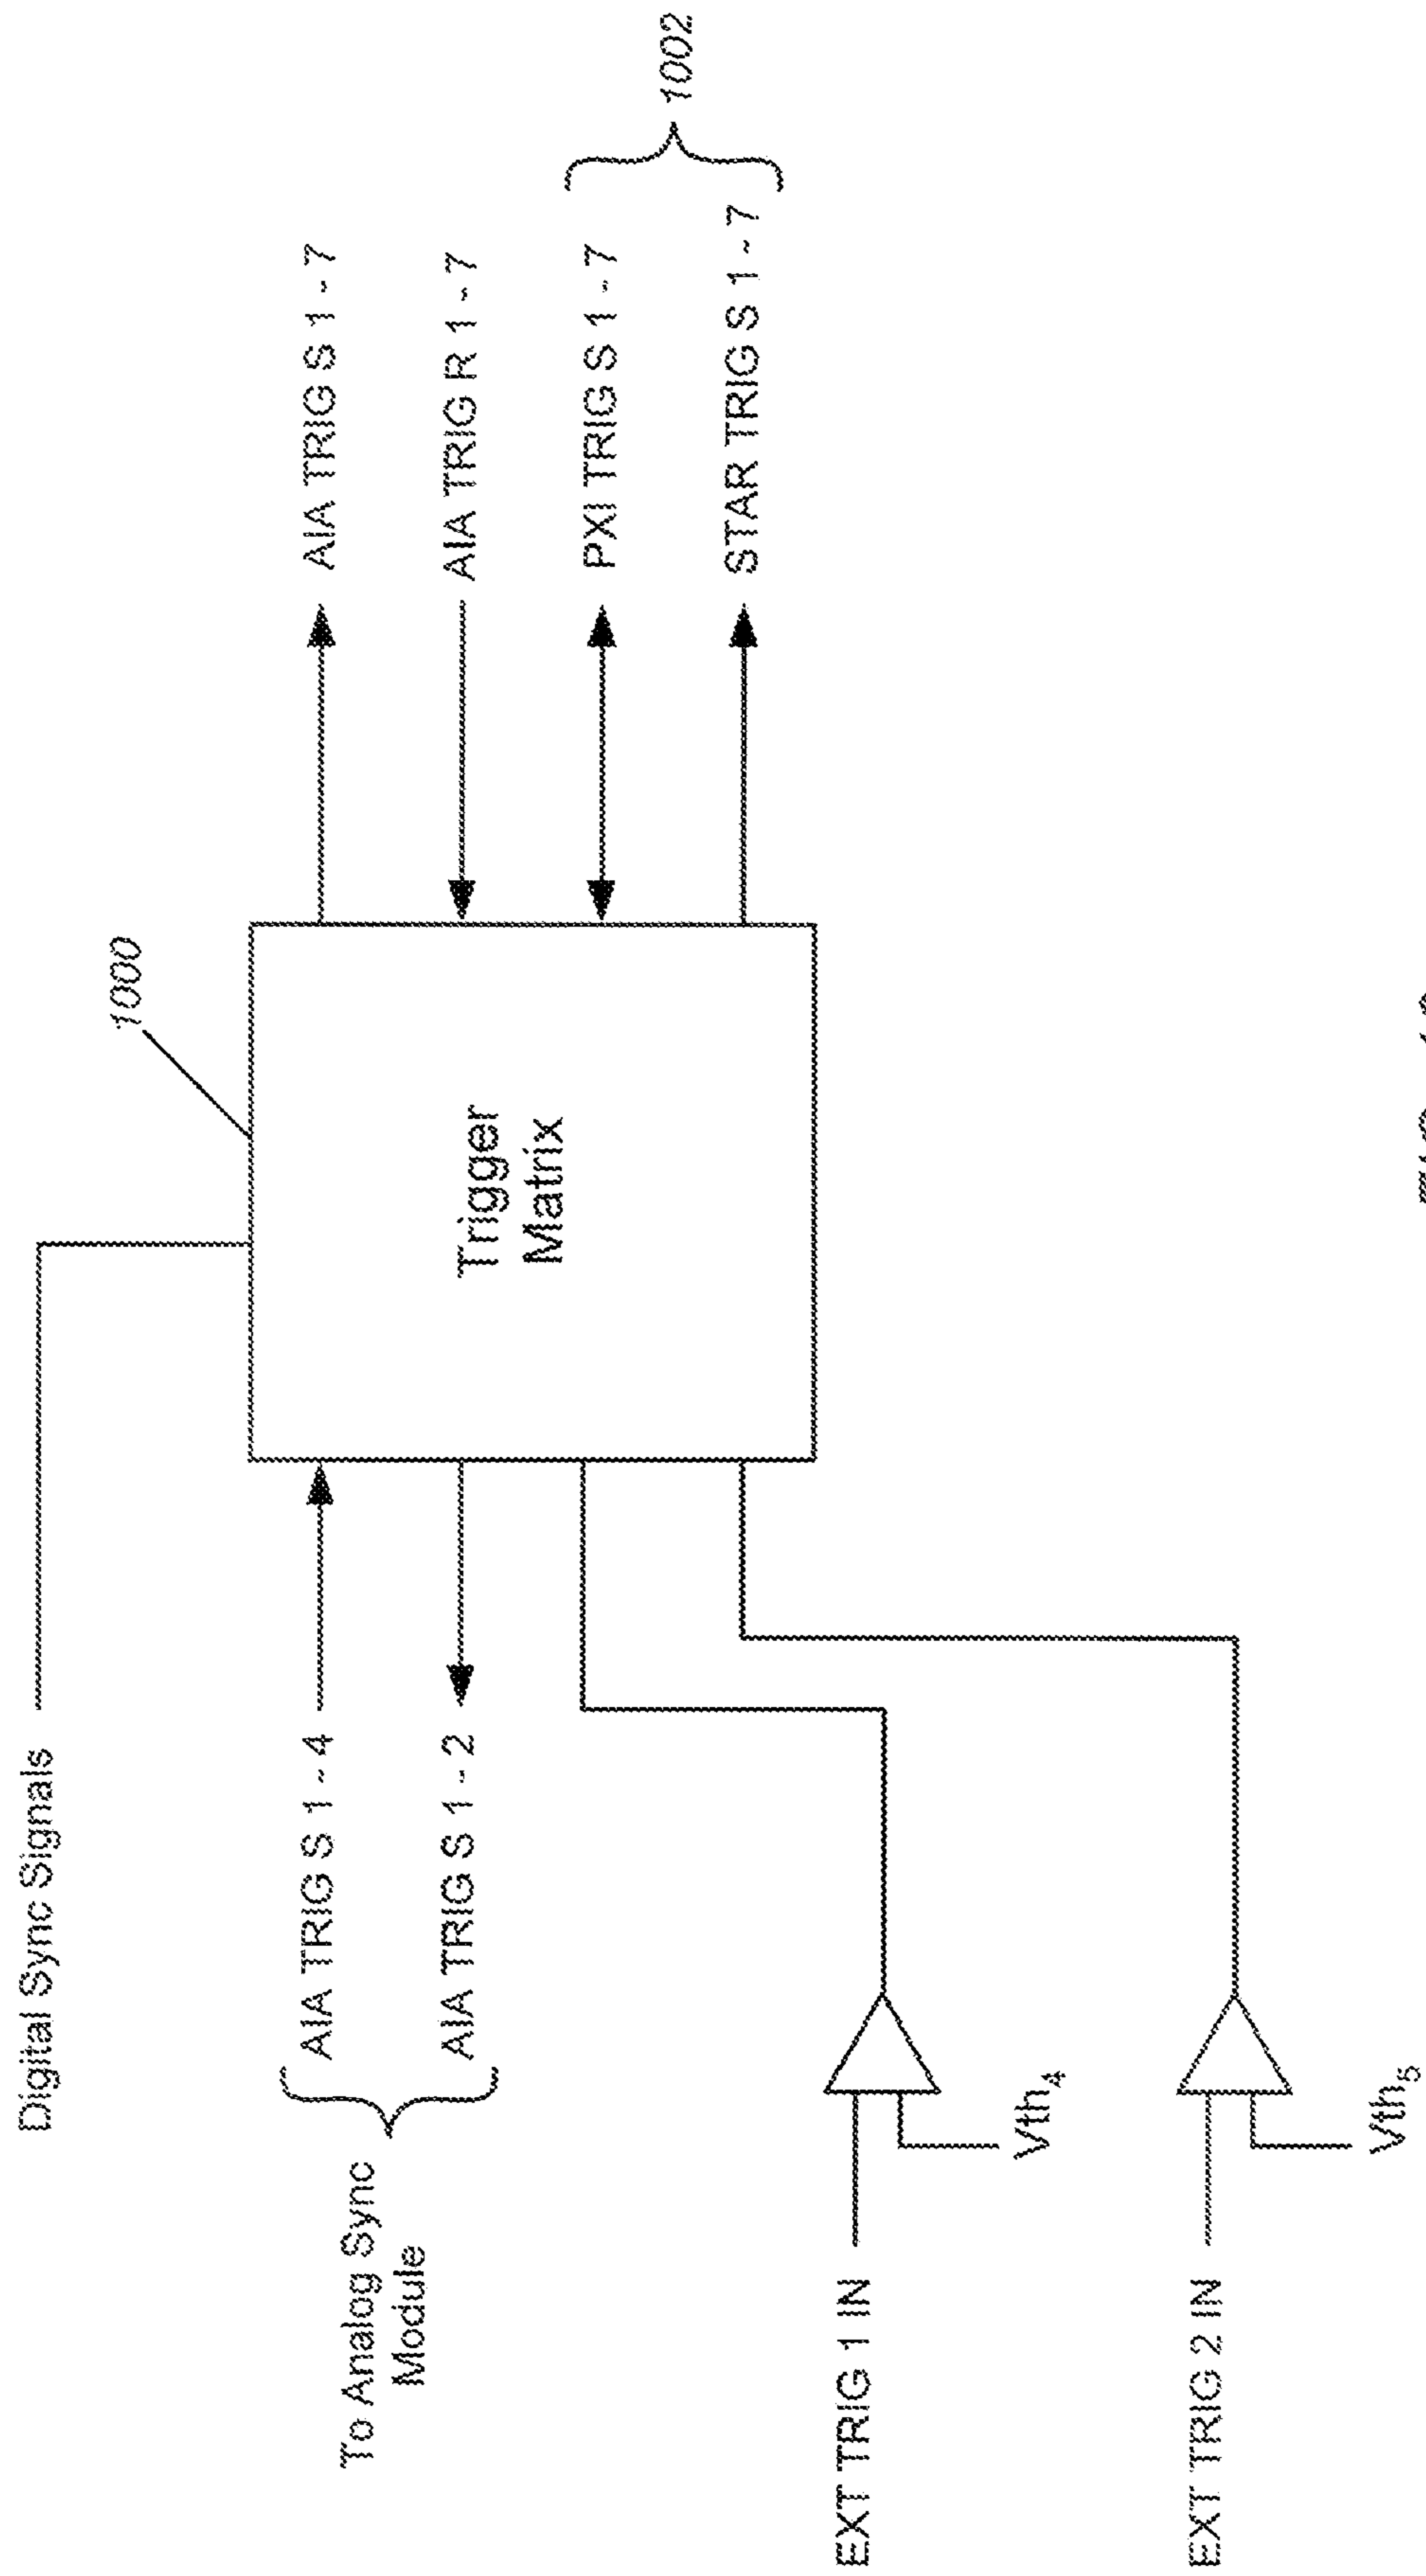 Digital Sync Signals
1000
To Analog Sync
Module
AIA TRIG S 1 - 4
AIA TRIG S 1 - 2
Trigger
Matrix
AIA TRIG S 1 - 7
AIA TRIG R 1 - 7
PXI TRIG S 1 - 7
STAR TRIG S 1 - 7
1002
EXT TRIG 1 IN
Vth4
EXT TRIG 2 IN
Vth5